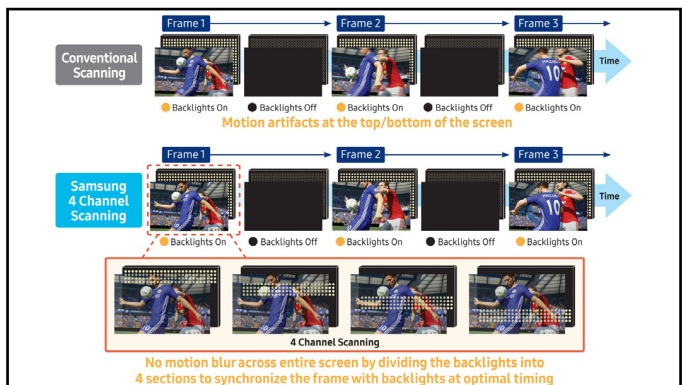 Frame 1
Frame 2
Frame 3
Conventional
Scanning
Time
Backlights On
Backlights Off
Backlights On
Backlights Off
Backlights On
Motion artifacts at the top/bottom of the screen
Frame 1
Frame 2
Frame 3
Samsung
4 Channel
Scanning
10
10
Time
Backlights On
Backlights Off
Backlights On
Backlights Off
Backlights On
4 Channel Scanning
No motion blur across entire screen by dividing the backlights into
4 sections to synchronize the frame with backlights at optimal timing